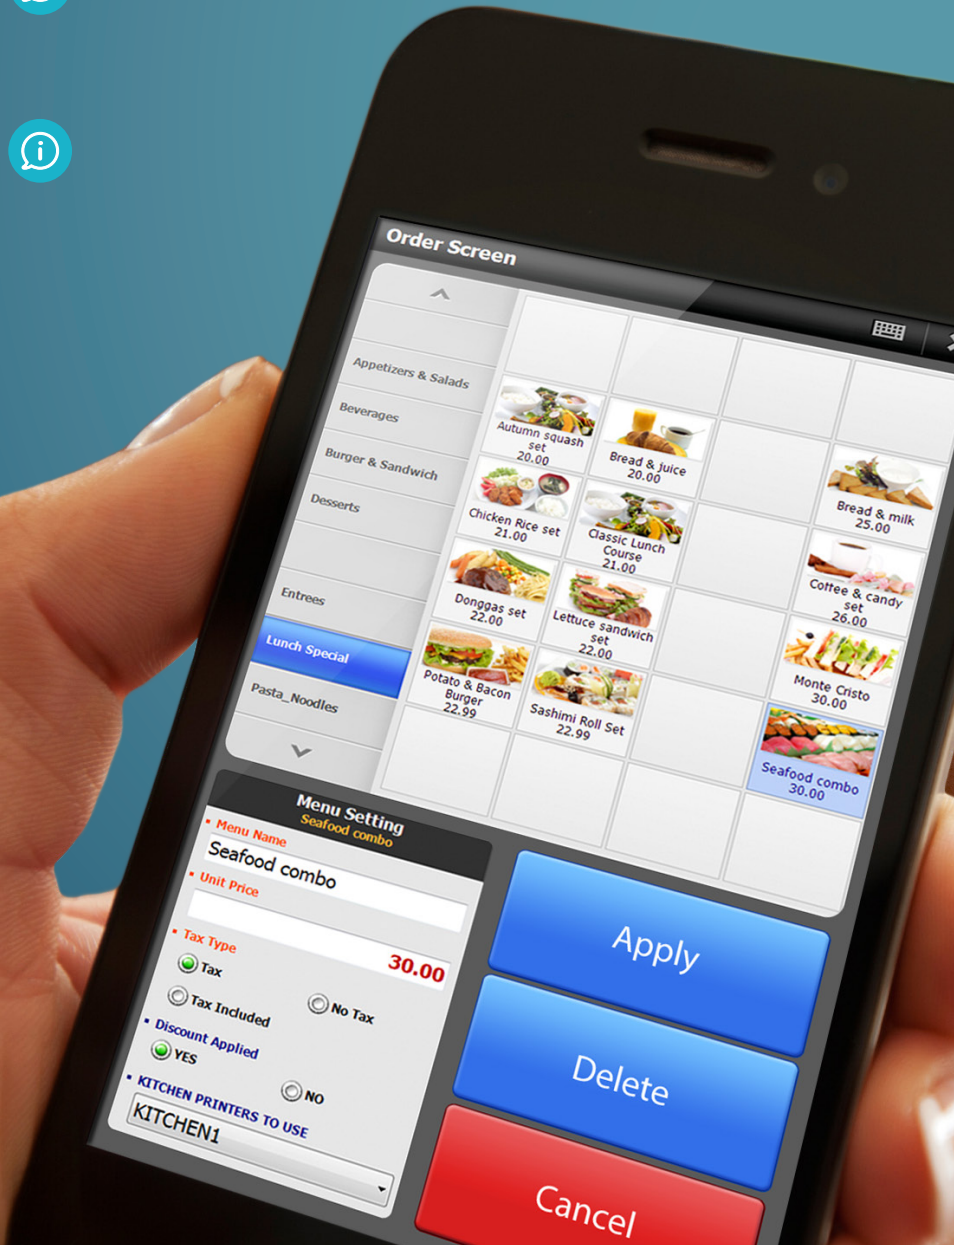 Order Screen
Appetizers & Salads
Beverages
Burger & Sandwich
Desserts
Entrees
Lunch Special
Pasta_Noodles
Autumn squash
set
20.00
Bread & juice
20.00
Bread & milk
25.00
Chicken Rice set
21.00
Classic Lunch
Course
21.00
Coffee & candy
set
26.00
Donggas set
22.00
Lettuce sandwich
set
22.00
Monte Cristo
30.00
Potato & Bacon
Burger
22.99
Sashimi Roll Set
22.99
Seafood combo
30.00
Menu Setting
Seafood combo
Menu Name
Seafood combo
Unit Price
30.00
Tax Type
Tax
No Tax
Tax Included
Discount Applied
YES
NO
KITCHEN PRINTERS TO USE
KITCHEN1
Apply
Delete
Cancel